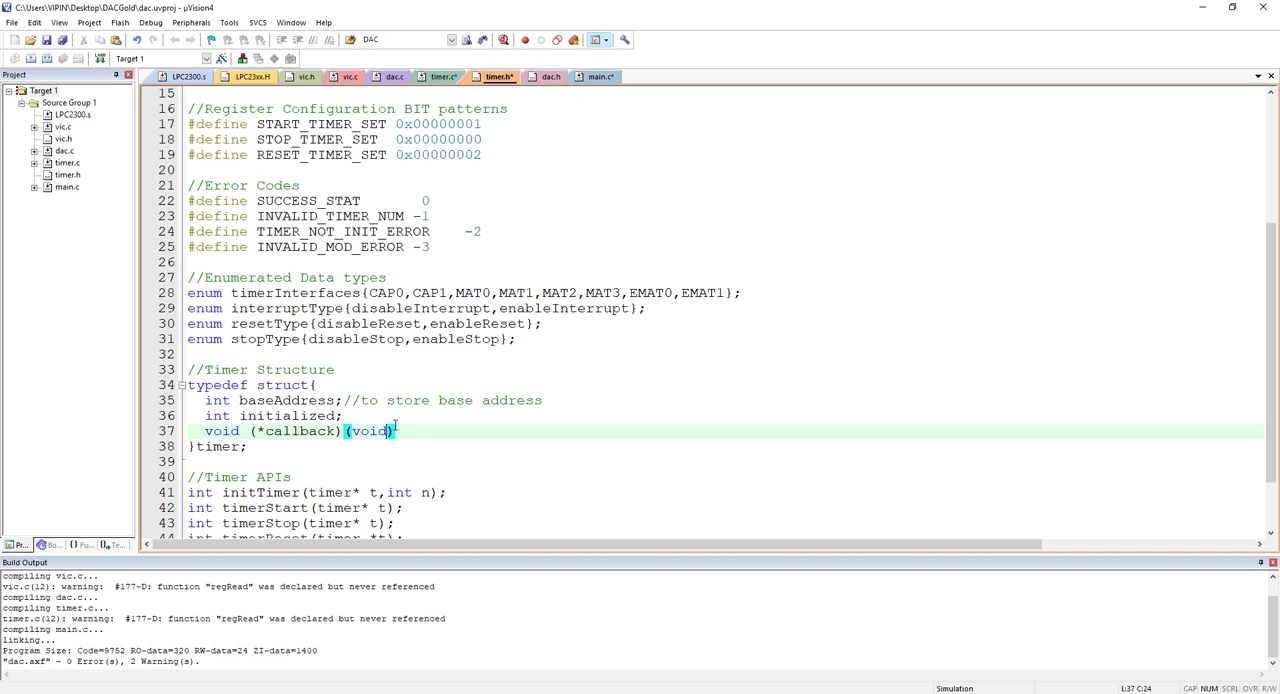 C:\Users\VIPIN\Desktop\DACGold\dac.uvproj - µVision4
File Edit View Project Flash Debug Peripherals Tools SVCS Window Help
DAC
Target 1
Project
LPC2300.s LPC23xx.H vic.h vic.c dac.c timer.c* timer.h* dac.h main.c*
Target 1
Source Group 1
LPC2300.s
vic.c
vic.h
dac.c
timer.c
timer.h
main.c
15
16 //Register Configuration BIT patterns
17 #define START_TIMER_SET 0x00000001
18 #define STOP_TIMER_SET 0x00000000
19 #define RESET_TIMER_SET 0x00000002
20
21 //Error Codes
22 #define SUCCESS_STAT 0
23 #define INVALID_TIMER_NUM -1
24 #define TIMER_NOT_INIT_ERROR -2
25 #define INVALID_MOD_ERROR -3
26
27 //Enumerated Data types
28 enum timerInterfaces{CAP0,CAP1,MAT0,MAT1,MAT2,MAT3,EMAT0,EMAT1};
29 enum interruptType{disableInterrupt,enableInterrupt};
30 enum resetType{disableReset,enableReset};
31 enum stopType{disableStop,enableStop};
32
33 //Timer Structure
34 typedef struct{
35 int baseAddress;//to store base address
36 int initialized;
37 void (*callback)(void)
38 }timer;
39
40 //Timer APIs
41 int initTimer(timer* t,int n);
42 int timerStart(timer* t);
43 int timerStop(timer* t);
44 int timerReset(timer *t);
Pr... Bo... {} Fu... Te...
Build Output
compiling vic.c...
vic.c(12): warning: #177-D: function "regRead" was declared but never referenced
compiling dac.c...
compiling timer.c...
timer.c(12): warning: #177-D: function "regRead" was declared but never referenced
compiling main.c...
linking...
Program Size: Code=9752 RO-data=320 RW-data=24 ZI-data=1400
"dac.axf" - 0 Error(s), 2 Warning(s).
Simulation L:37 C:24 CAP NUM SCRL OVR R/W